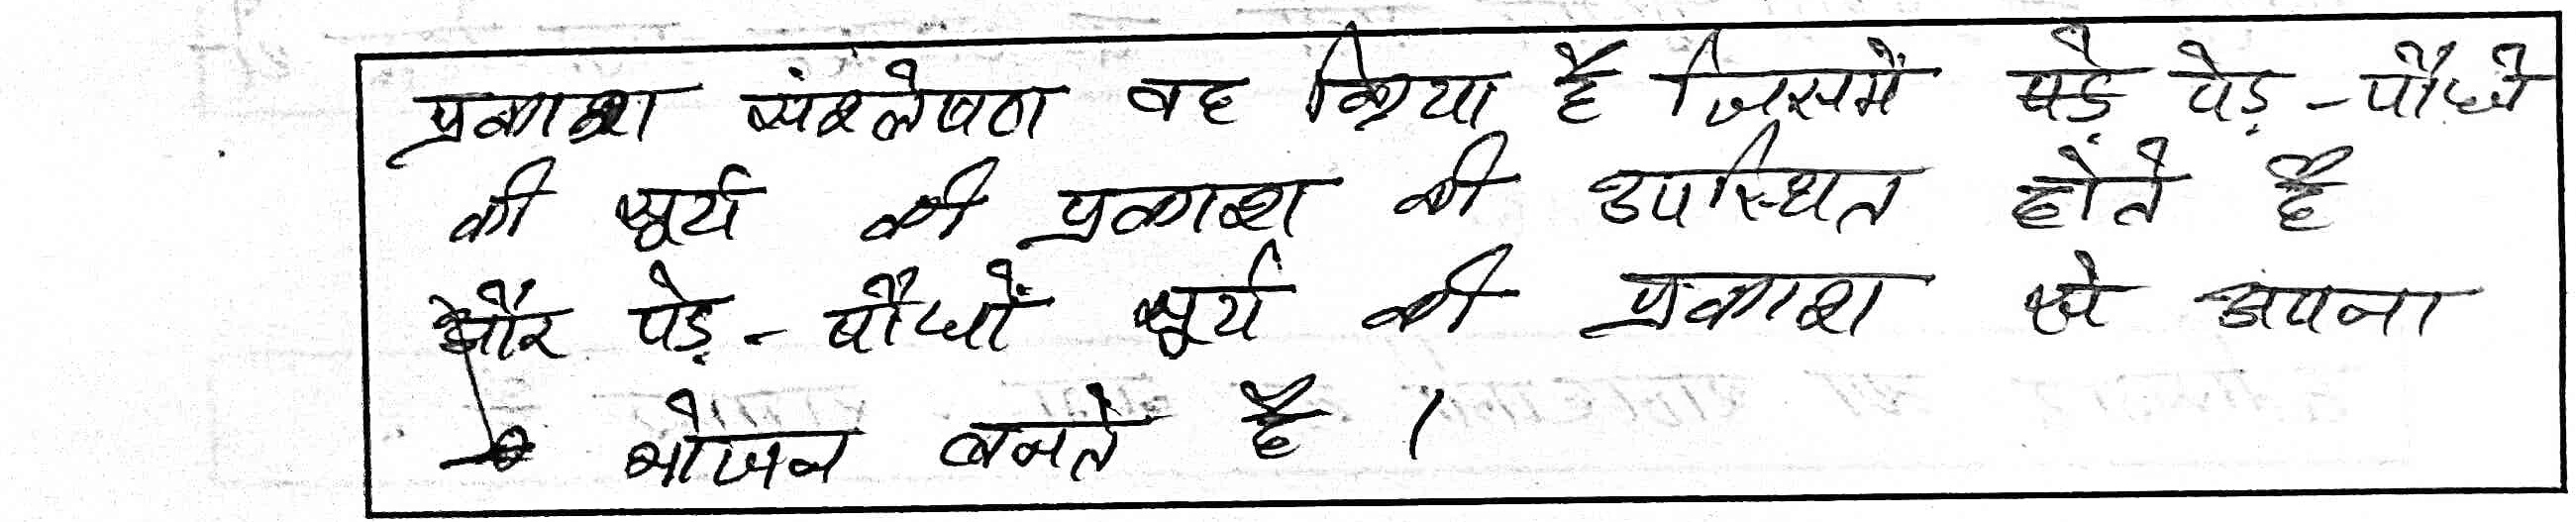 प्रकाश संश्लेषण वह क्रिया है जिसमें पेड़-पौधे
की सूर्य की प्रकाश की उपस्थित होते है
और पेड़-पौधों सूर्य की प्रकाश से अपना
भोजन बनते है ।